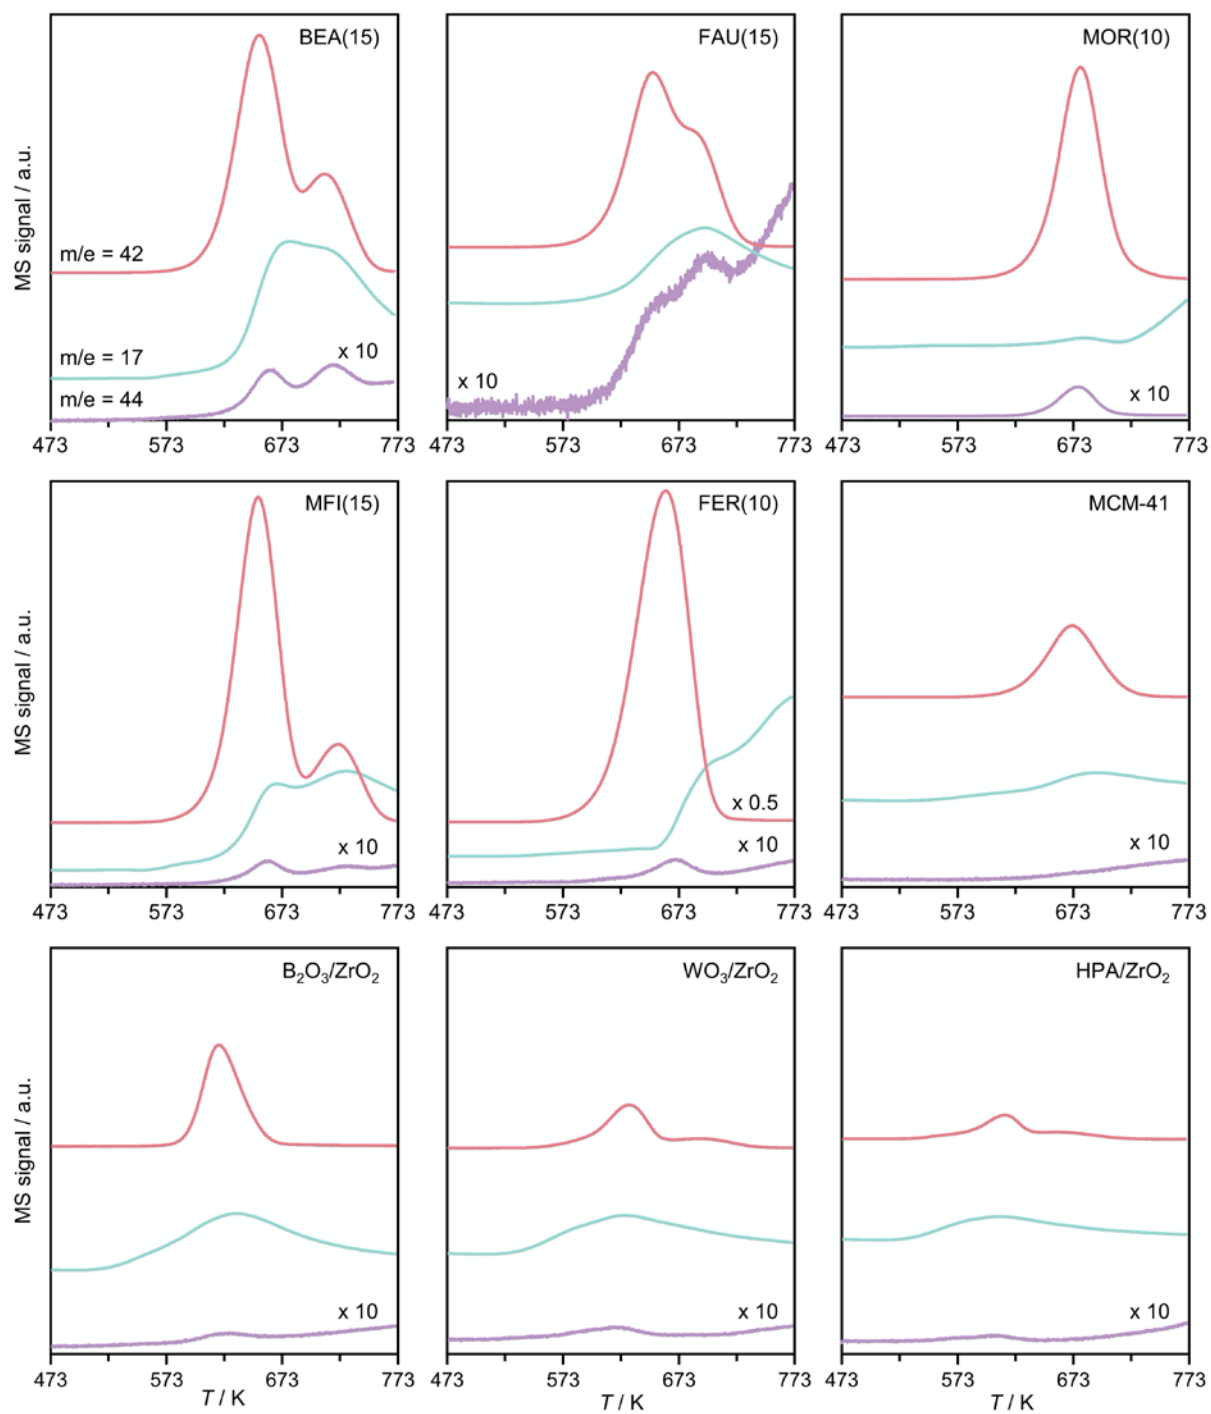 BEA(15)
FAU(15)
MOR(10)
MS signal / a.u.
m/e = 42
m/e = 17
x 10
m/e = 44
x 10
x 10
473 573 673 773
473 573 673 773
473 573 673 773
MFI(15)
FER(10)
MCM-41
MS signal / a.u.
x 0.5
x 10
x 10
x 10
473 573 673 773
473 573 673 773
473 573 673 773
B₂O₃/ZrO₂
WO₃/ZrO₂
HPA/ZrO₂
MS signal / a.u.
x 10
x 10
x 10
473 573 673 773
473 573 673 773
473 573 673 773
T / K
T / K
T / K